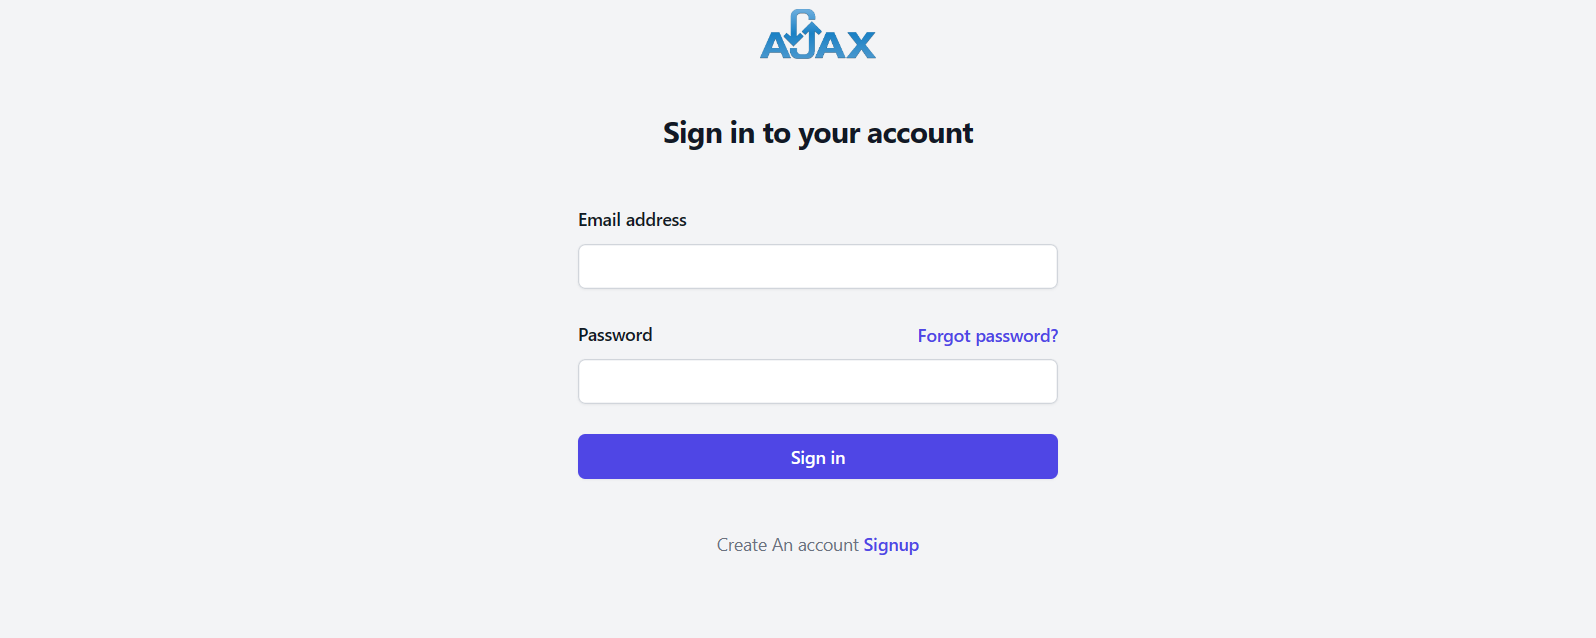 AJAX
Sign in to your account
Email address
Password Forgot password?
Sign in
Create An account Signup